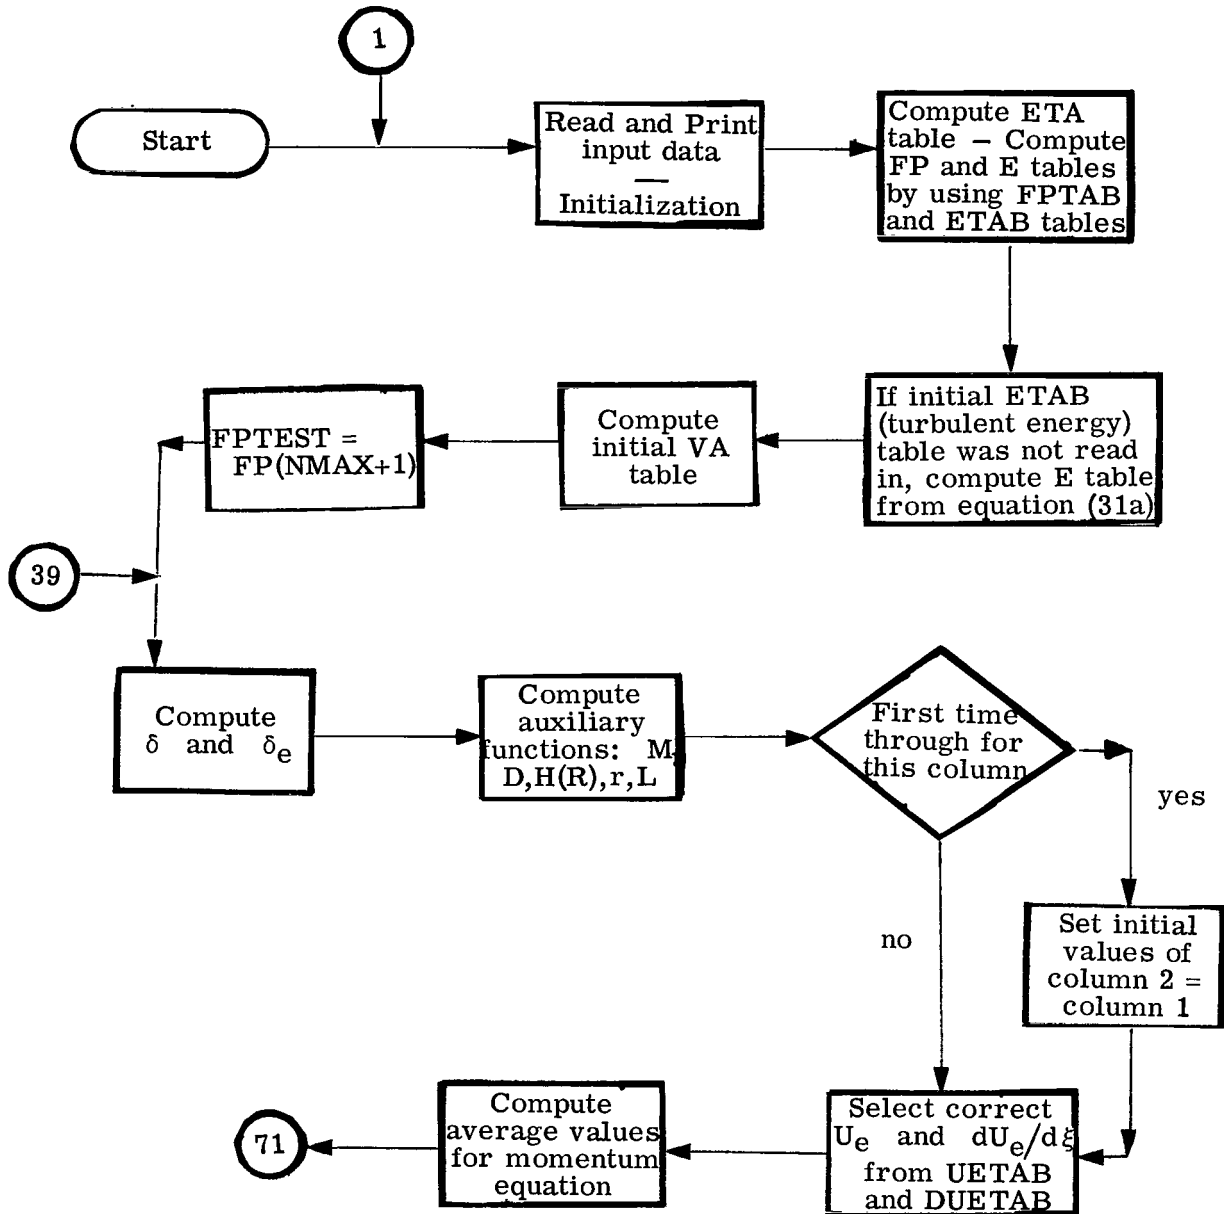 1
Start
Read and Print
input data
—
Initialization
Compute ETA
table – Compute
FP and E tables
by using FPTAB
and ETAB tables
If initial ETAB
(turbulent energy)
table was not read
in, compute E table
from equation (31a)
Compute
initial VA
table
FPTEST =
FP(NMAX+1)
39
Compute
δ and δe
Compute
auxiliary
functions: M,
D,H(R),r,L
First time
through for
this column
yes
no
Set initial
values of
column 2 =
column 1
Select correct
Ue and dUe/dξ
from UETAB
and DUETAB
Compute
average values
for momentum
equation
71